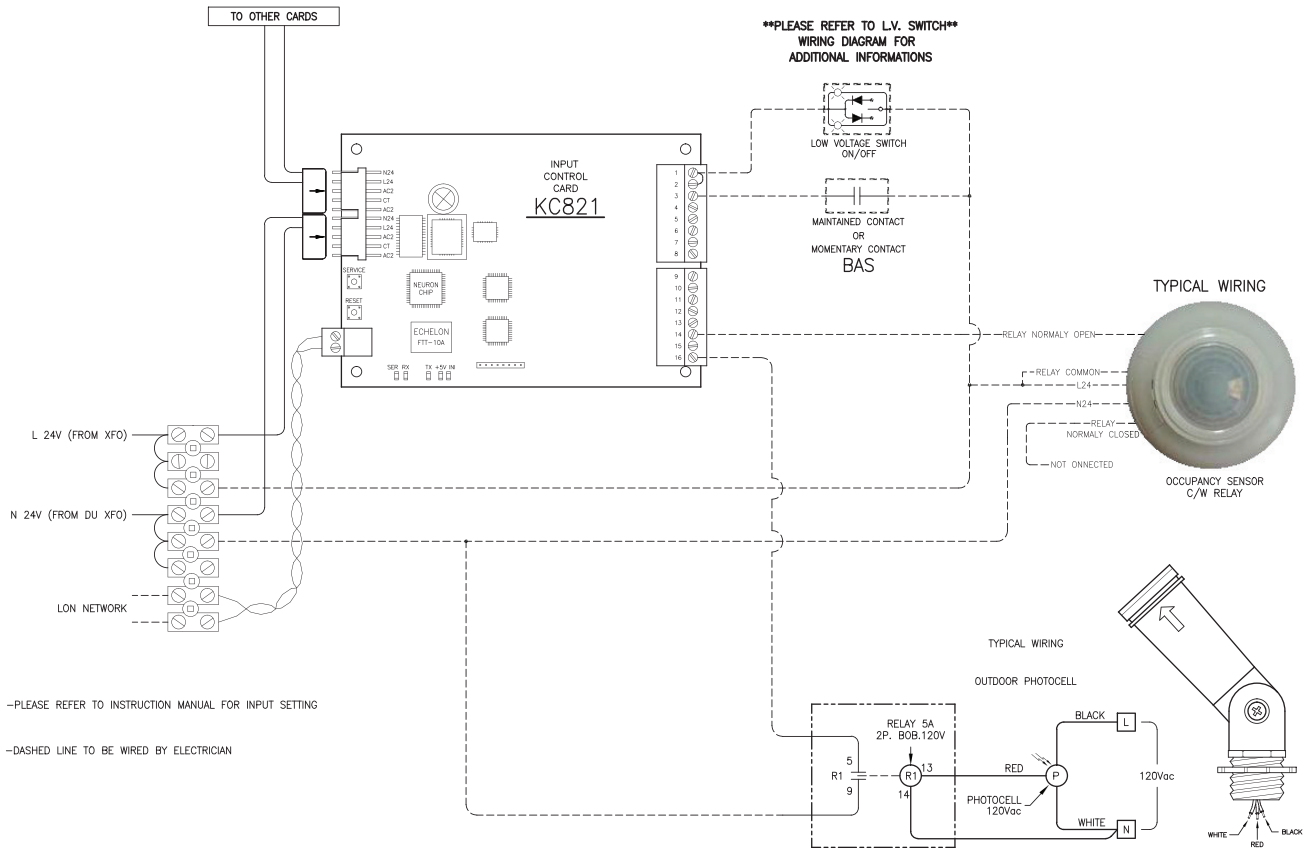 TO OTHER CARDS
**PLEASE REFER TO L.V. SWITCH**
WIRING DIAGRAM FOR
ADDITIONAL INFORMATIONS
LOW VOLTAGE SWITCH
ON/OFF
INPUT
CONTROL
CARD
KC821
N24
L24
AC2
CT
AC2
N24
L24
AC2
CT
AC2
1
2
3
4
5
6
7
8
MAINTAINED CONTACT
OR
MOMENTARY CONTACT
BAS
SERVICE
RESET
NEURON
CHIP
ECHELON
FTT-10A
SER RX TX +5V INI
9
10
11
12
13
14
15
16
TYPICAL WIRING
RELAY NORMALY OPEN
RELAY COMMON
L24
N24
RELAY
NORMALY CLOSED
NOT ONNECTED
OCCUPANCY SENSOR
C/W RELAY
L 24V (FROM XFO)
N 24V (FROM DU XFO)
LON NETWORK
-PLEASE REFER TO INSTRUCTION MANUAL FOR INPUT SETTING
-DASHED LINE TO BE WIRED BY ELECTRICIAN
TYPICAL WIRING
OUTDOOR PHOTOCELL
RELAY 5A
2P. BOB.120V
5
R1
9
R1
13
14
RED
BLACK
L
P
PHOTOCELL
120Vac
120Vac
WHITE
N
WHITE
RED
BLACK